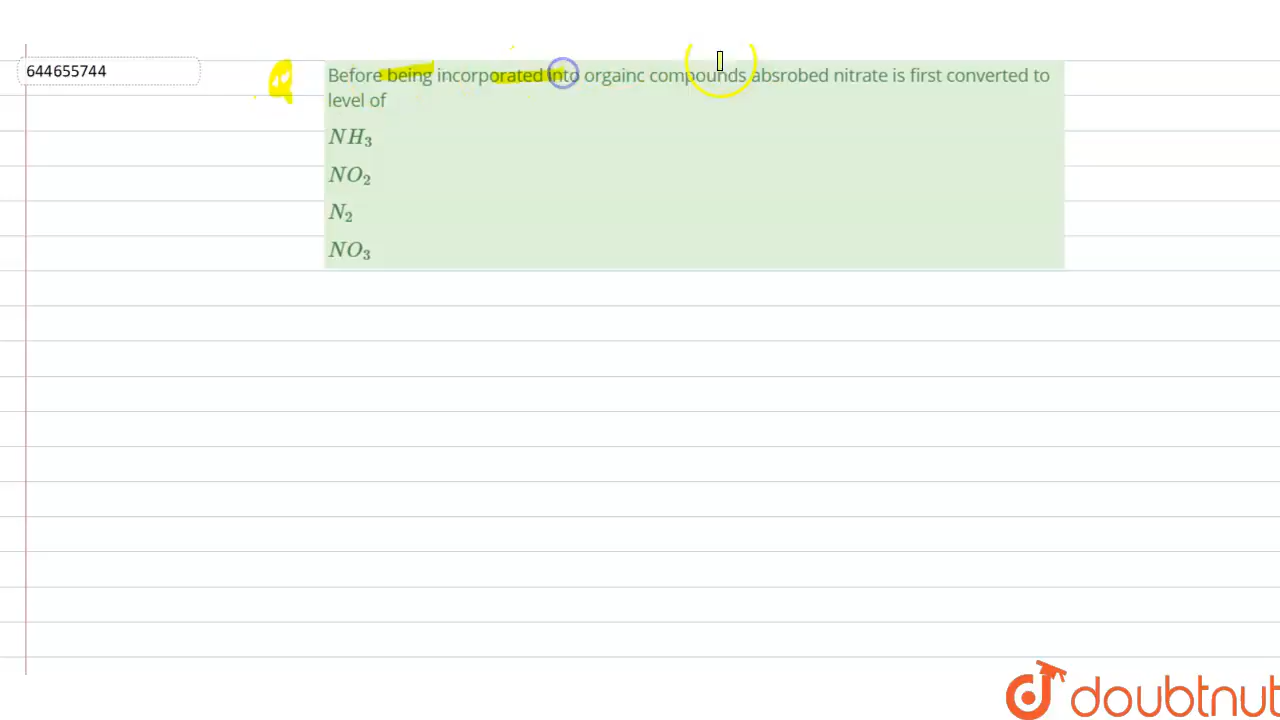 644655744
Before being incorporated into orgainc compounds absrobed nitrate is first converted to
level of
NH₃
NO₂
N₂
NO₃
doubtnut